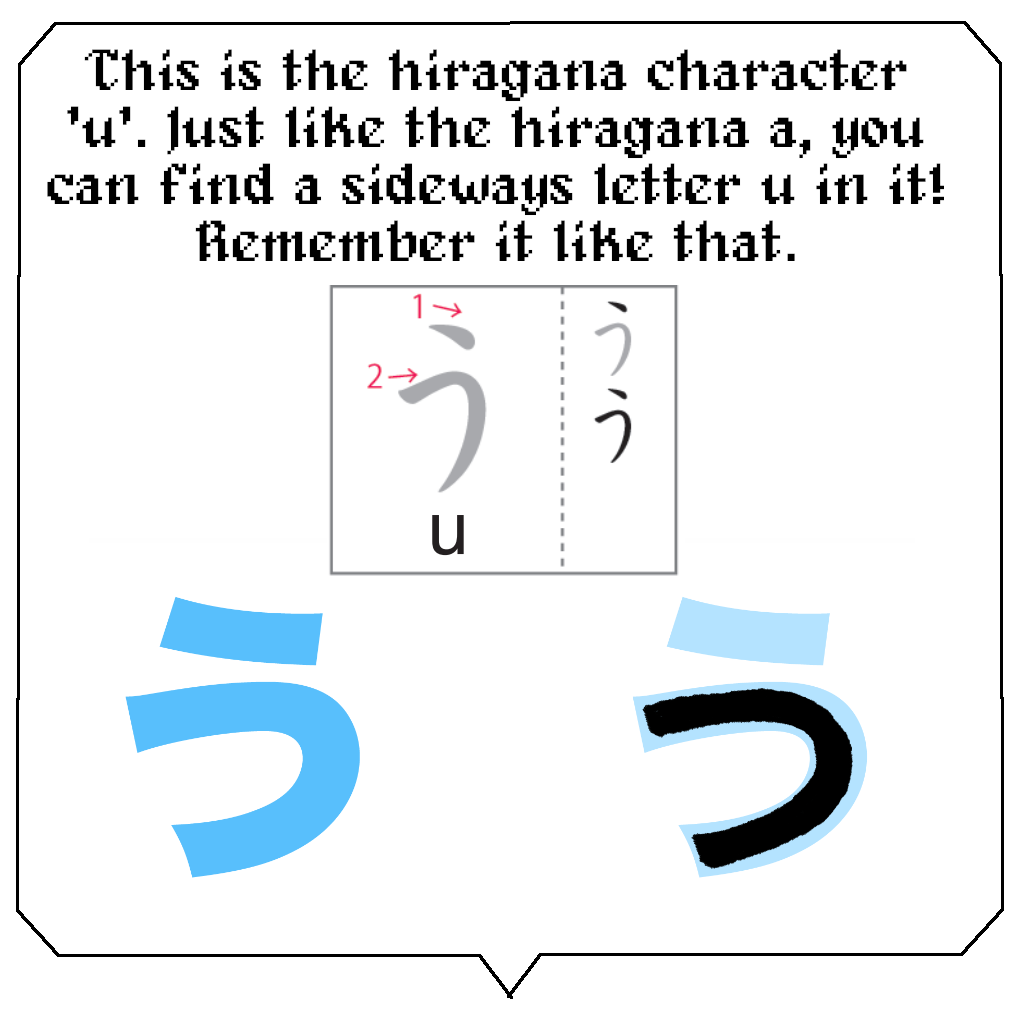 This is the hiragana character
'u'. Just like the hiragana a, you
can find a sideways letter u in it!
Remember it like that.
1→ う
2→ う
う
u
う う